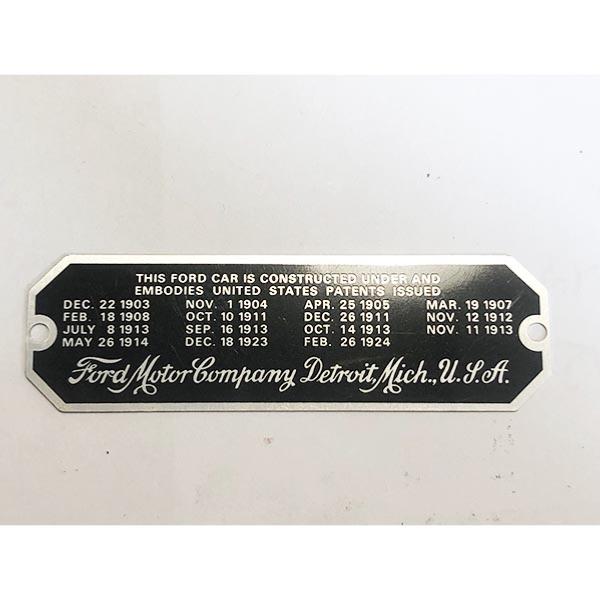 THIS FORD CAR IS CONSTRUCTED UNDER AND
EMBODIES UNITED STATES PATENTS ISSUED
DEC. 22 1903 NOV. 1 1904 APR. 25 1905 MAR. 19 1907
FEB. 18 1908 OCT. 10 1911 DEC. 26 1911 NOV. 12 1912
JULY 8 1913 SEP. 16 1913 OCT. 14 1913 NOV. 11 1913
MAY 26 1914 DEC. 18 1923 FEB. 26 1924
Ford Motor Company, Detroit, Mich., U.S.A.